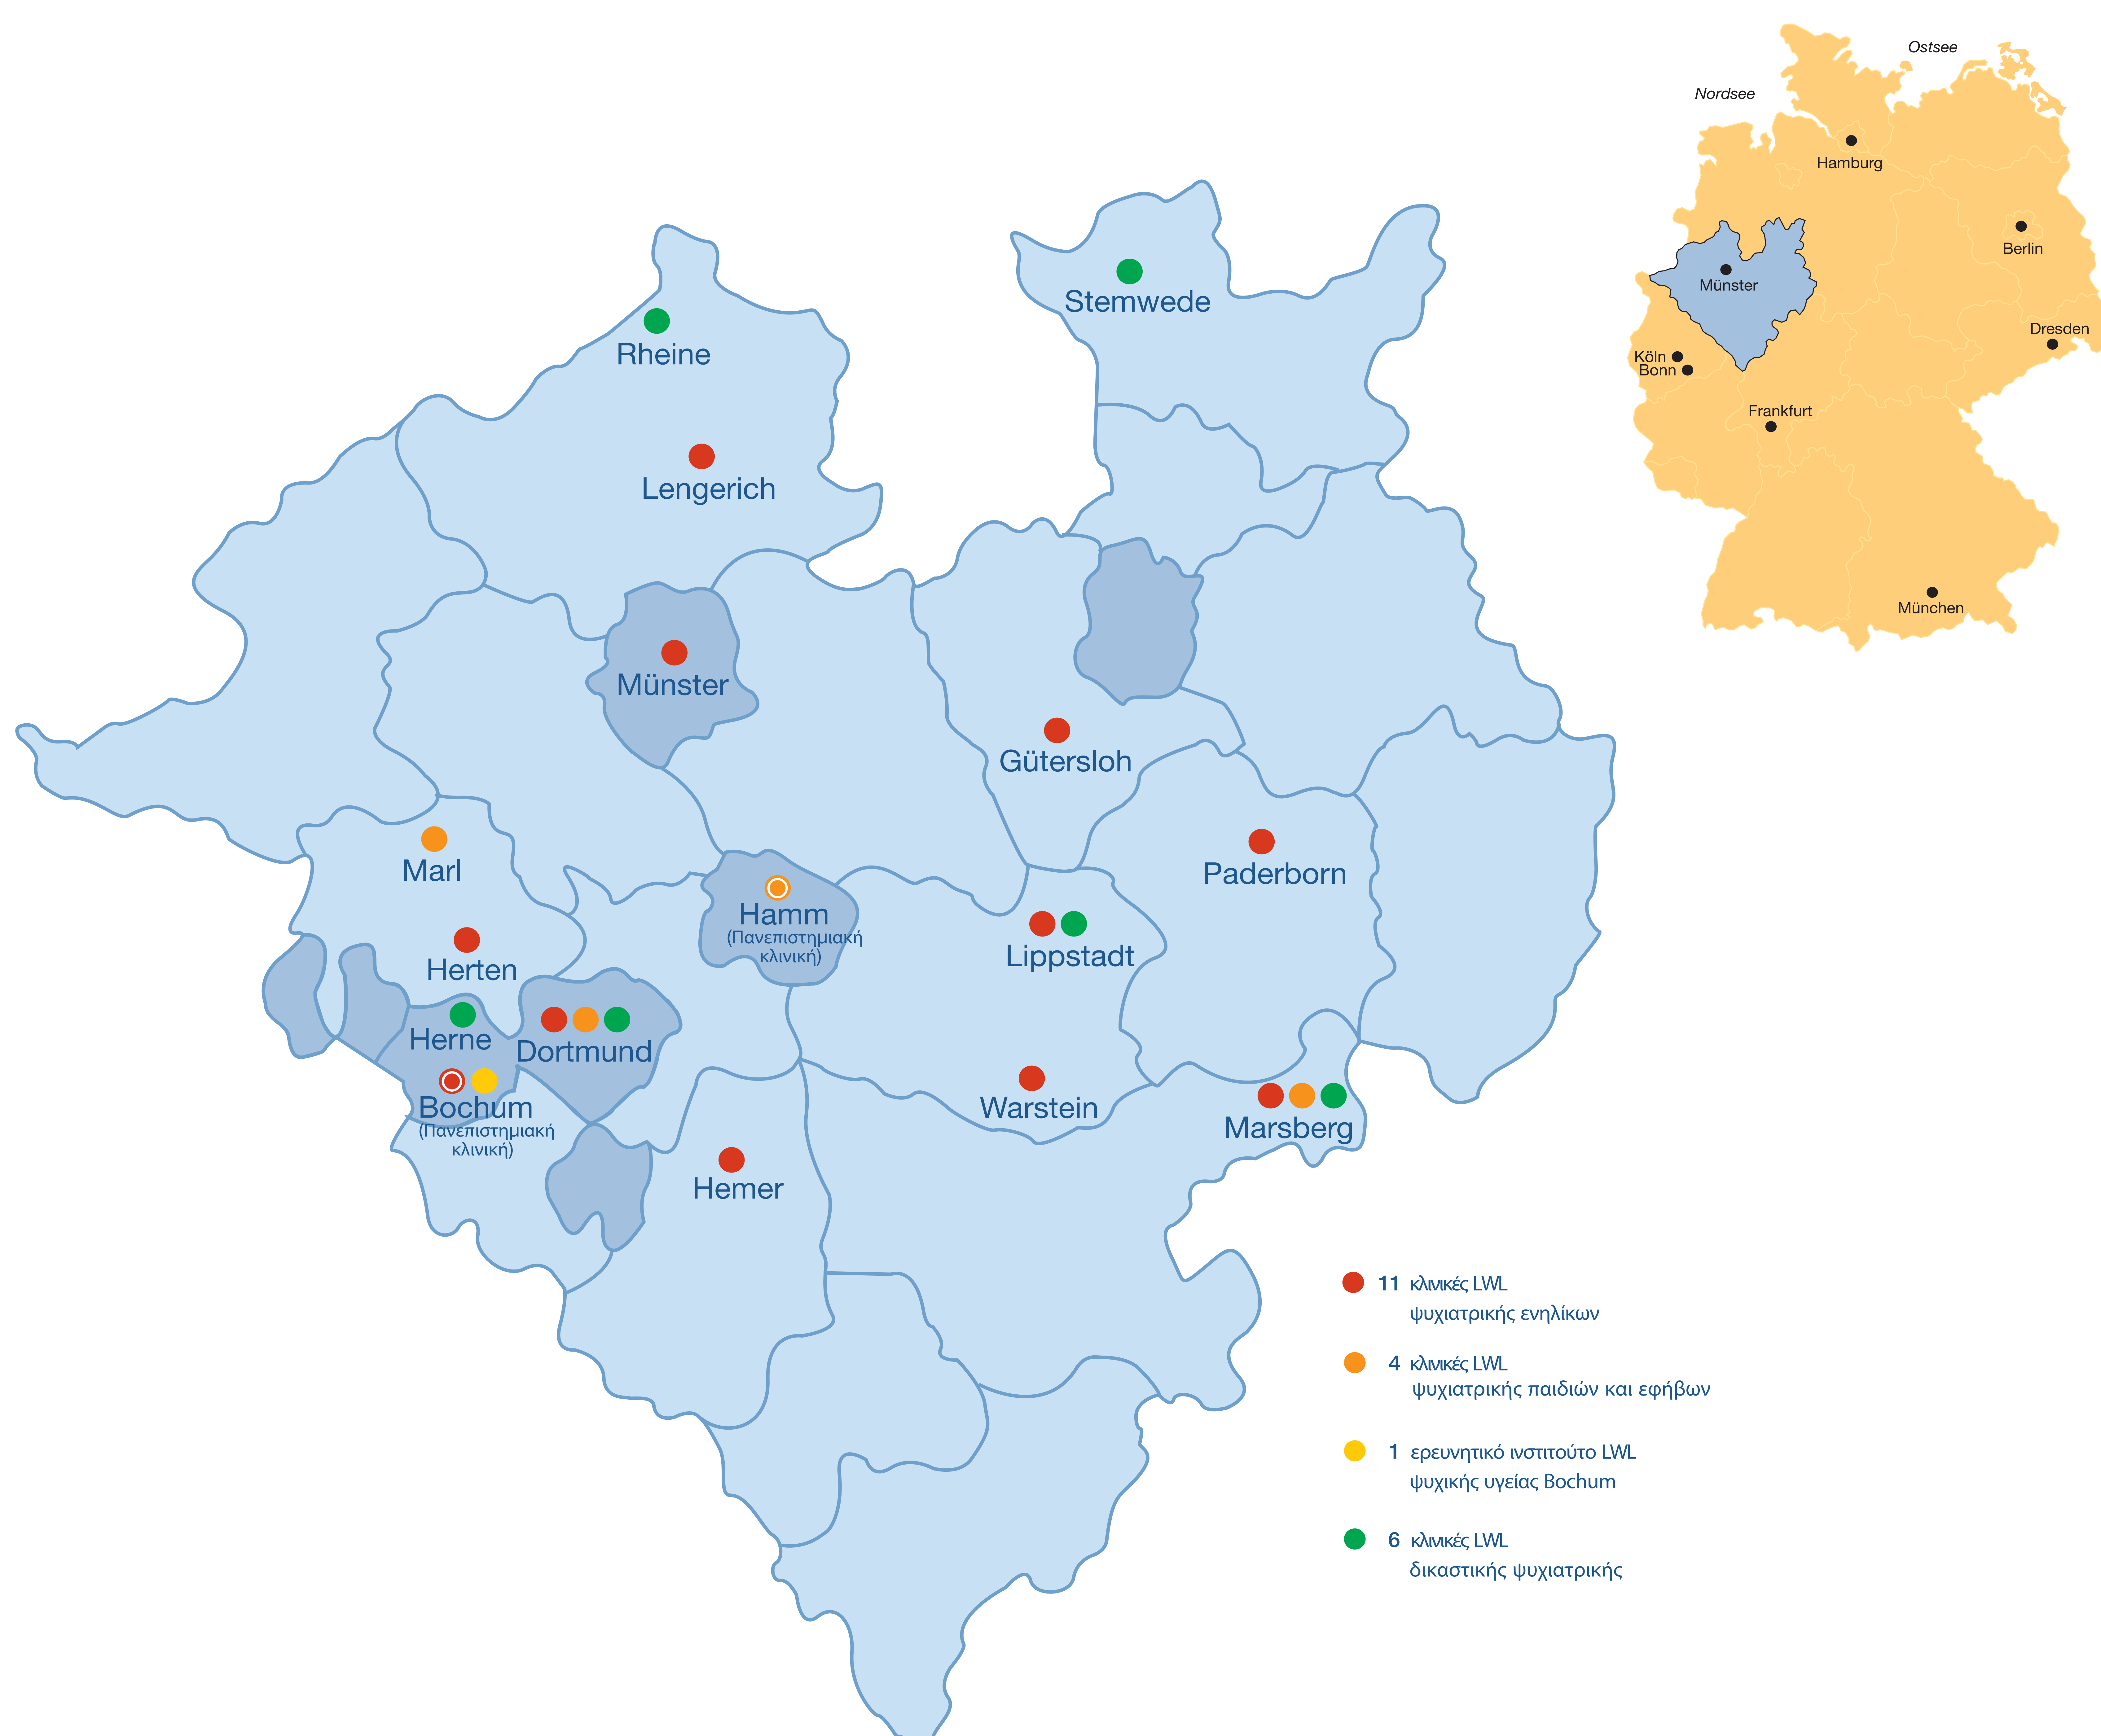 Ostsee
Nordsee
Hamburg
Berlin
Münster
Dresden
Köln
Bonn
Frankfurt
München
Stemwede
Rheine
Lengerich
Münster
Gütersloh
Marl
Paderborn
Hamm
(Πανεπιστημιακή
κλινική)
Lippstadt
Herten
Herne
Dortmund
Bochum
(Πανεπιστημιακή
κλινική)
Warstein
Marsberg
Hemer
11 κλινικές LWL
ψυχιατρικής ενηλίκων
4 κλινικές LWL
ψυχιατρικής παιδιών και εφήβων
1 ερευνητικό ινστιτούτο LWL
ψυχικής υγείας Bochum
6 κλινικές LWL
δικαστικής ψυχιατρικής